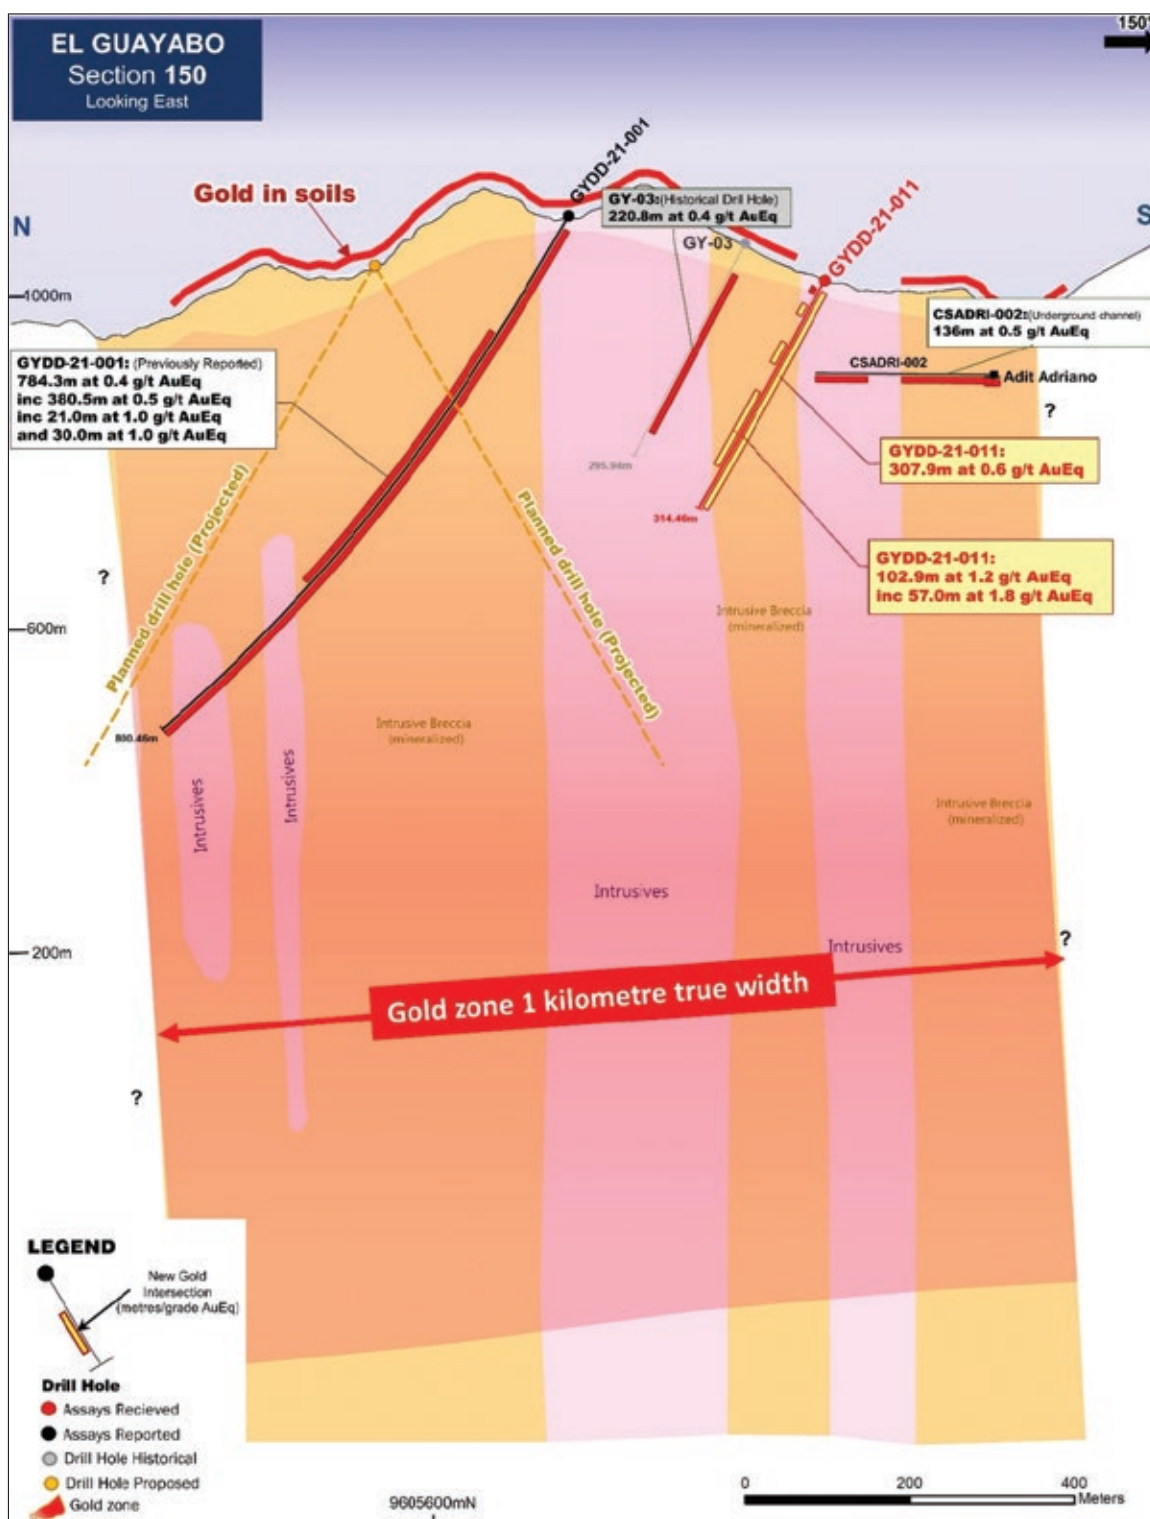 EL GUAYABO
Section 150
Looking East
150°
GYDD-21-001
Gold in soils
GY-03:(Historical Drill Hole)
220.8m at 0.4 g/t AuEq
GYDD-21-011
N
S
GY-03
1000m
CSADRI-002:(Underground channel)
136m at 0.5 g/t AuEq
GYDD-21-001: (Previously Reported)
784.3m at 0.4 g/t AuEq
inc 380.5m at 0.5 g/t AuEq
inc 21.0m at 1.0 g/t AuEq
and 30.0m at 1.0 g/t AuEq
CSADRI-002
Adit Adriano
?
GYDD-21-011:
307.9m at 0.6 g/t AuEq
295.94m
314.46m
Planned drill hole (Projected)
Planned drill hole (Projected)
GYDD-21-011:
102.9m at 1.2 g/t AuEq
inc 57.0m at 1.8 g/t AuEq
?
600m
Intrusive Breccia
(mineralized)
800.46m
Intrusive Breccia
(mineralized)
Intrusives
Intrusives
Intrusive Breccia
(mineralized)
Intrusives
200m
Intrusives
?
Gold zone 1 kilometre true width
?
LEGEND
New Gold
Intersection
(metres/grade AuEq)
Drill Hole
Assays Recieved
Assays Reported
Drill Hole Historical
Drill Hole Proposed
Gold zone
9605600mN
0 200 400
Meters